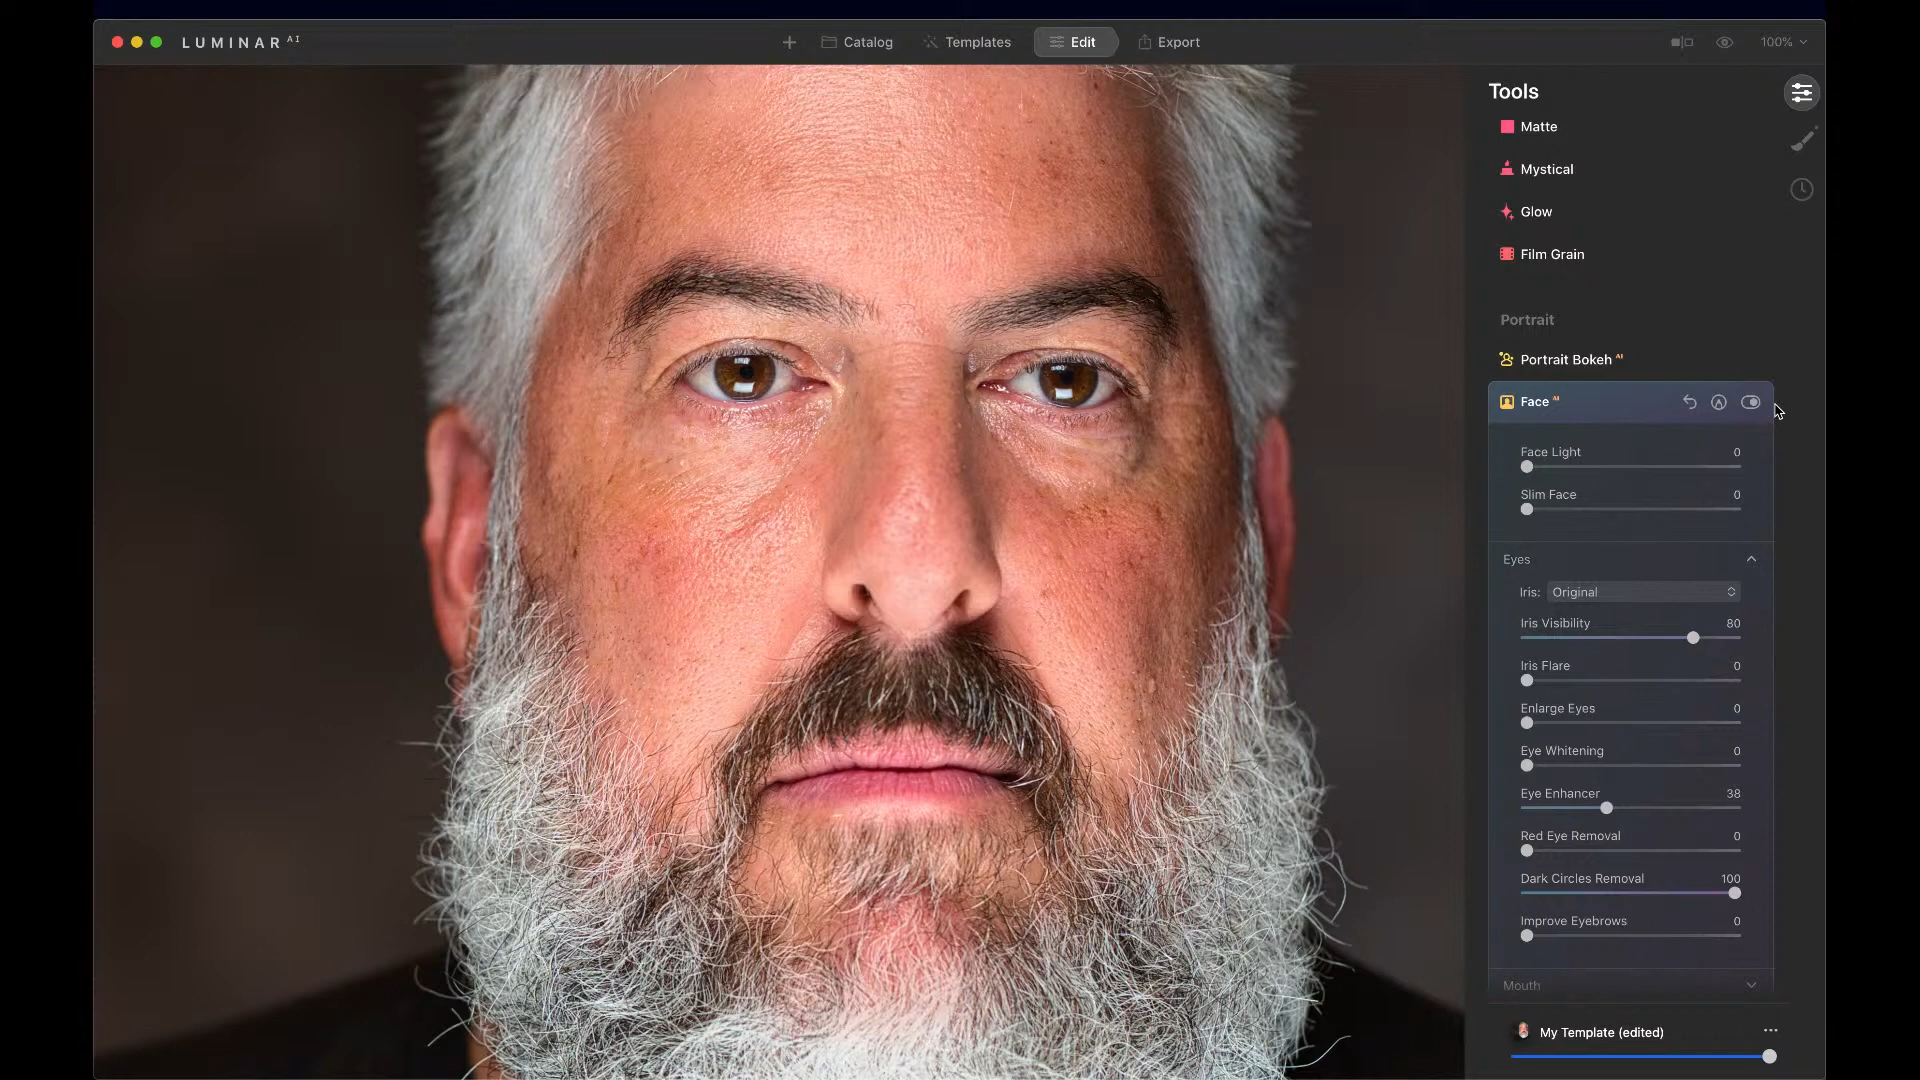 LUMINAR AI
Catalog
Templates
Edit
Export
100%
Tools
Matte
Mystical
Glow
Film Grain
Portrait
Portrait Bokeh AI
Face AI
Face Light 0
Slim Face 0
Eyes
Iris: Original
Iris Visibility 80
Iris Flare 0
Enlarge Eyes 0
Eye Whitening 0
Eye Enhancer 38
Red Eye Removal 0
Dark Circles Removal 100
Improve Eyebrows 0
Mouth
My Template (edited)